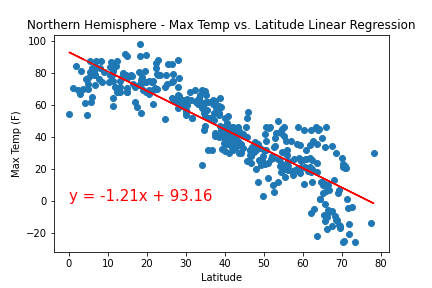 Northern Hemisphere - Max Temp vs. Latitude Linear Regression
100
80
60
40
20
0
−20
Max Temp (F)
y = -1.21x + 93.16
0 10 20 30 40 50 60 70 80
Latitude